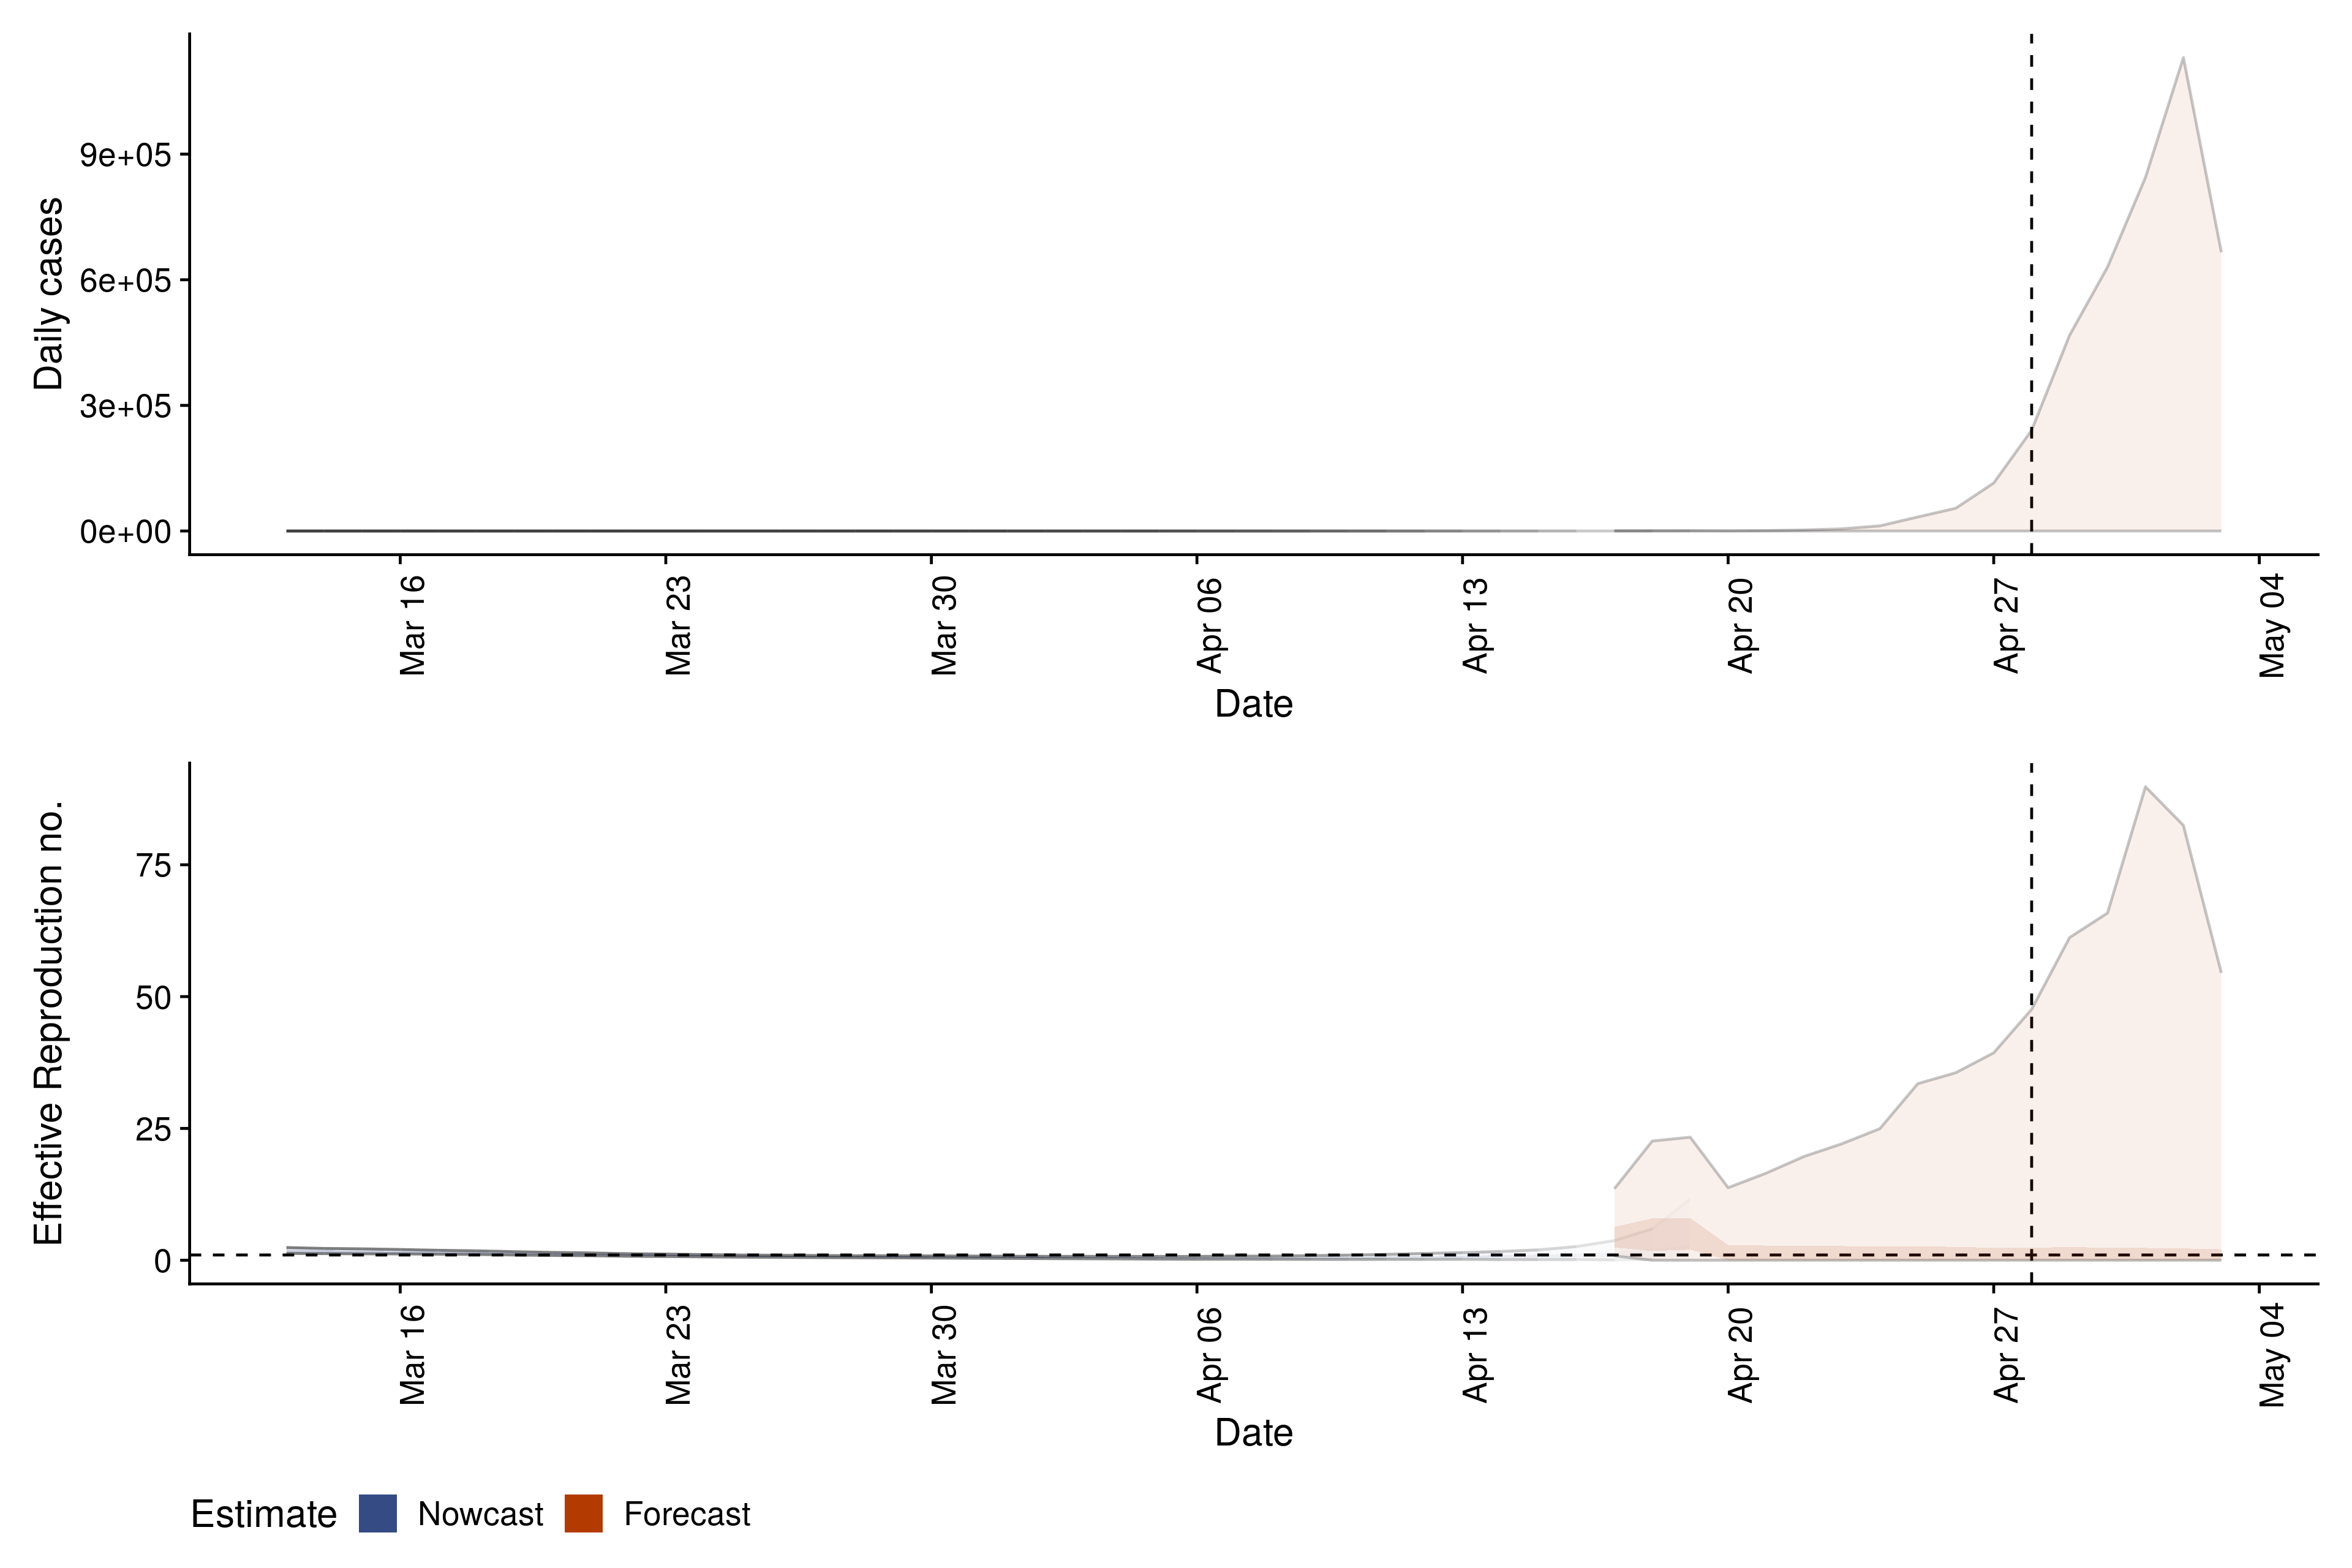 Daily cases
9e+05
6e+05
3e+05
0e+00
Mar 16 Mar 23 Mar 30 Apr 06 Apr 13 Apr 20 Apr 27 May 04
Date
Effective Reproduction no.
75
50
25
0
Mar 16 Mar 23 Mar 30 Apr 06 Apr 13 Apr 20 Apr 27 May 04
Date
Estimate Nowcast Forecast